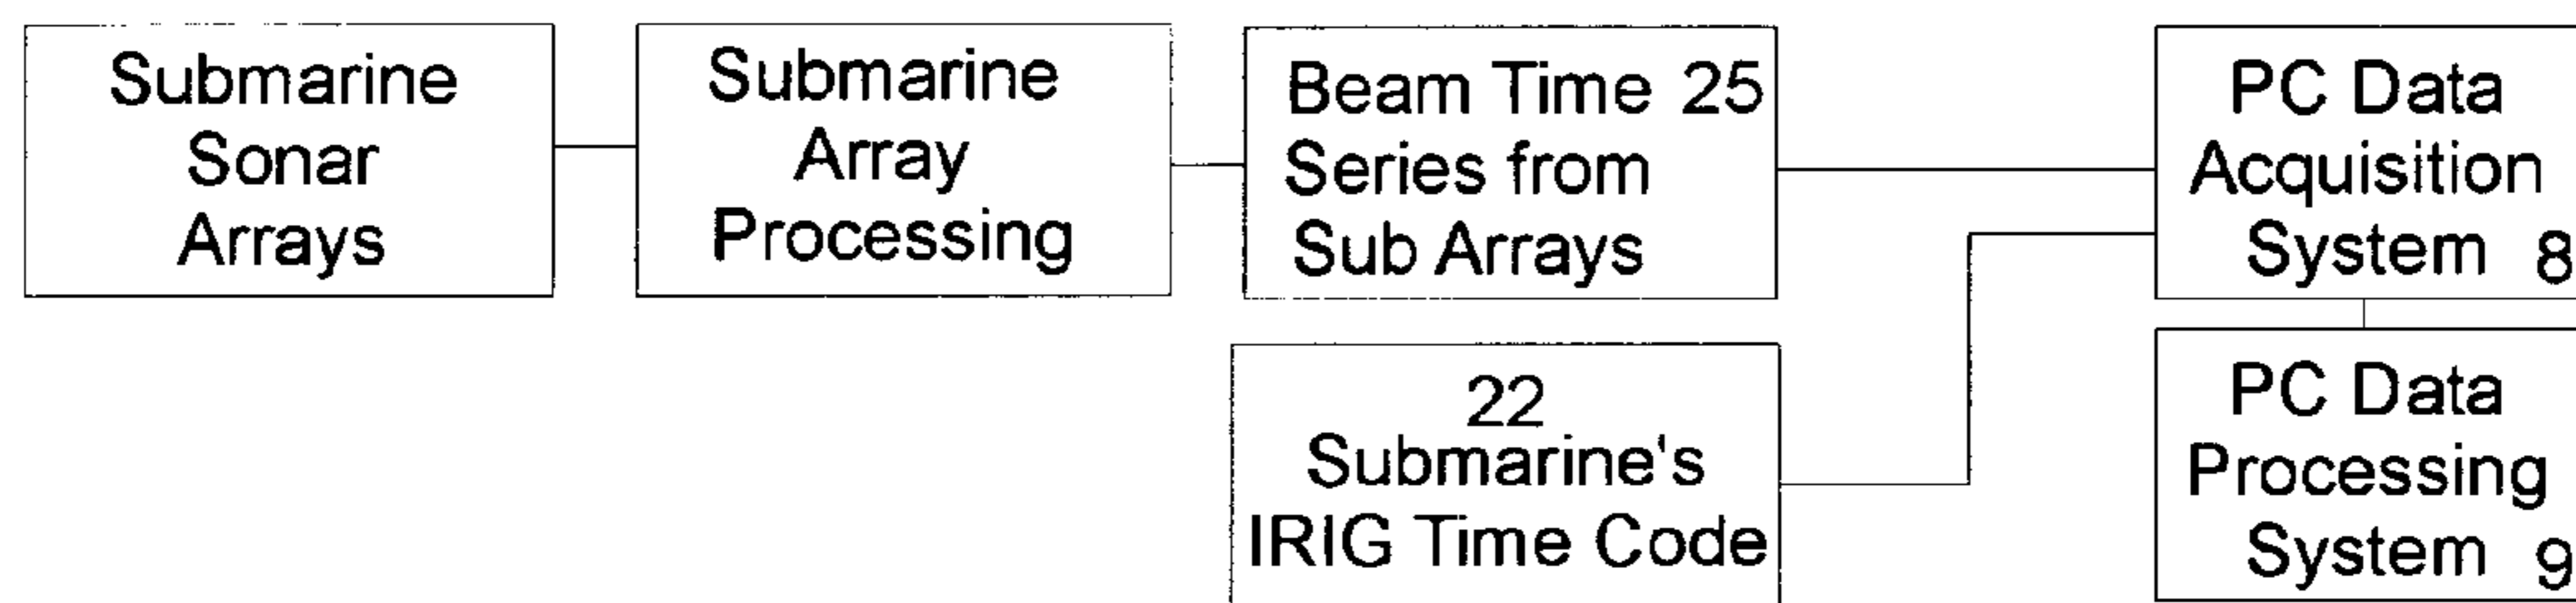 Submarine
Sonar
Arrays
Submarine
Array
Processing
Beam Time 25
Series from
Sub Arrays
PC Data
Acquisition
System 8
22
Submarine's
IRIG Time Code
PC Data
Processing
System 9